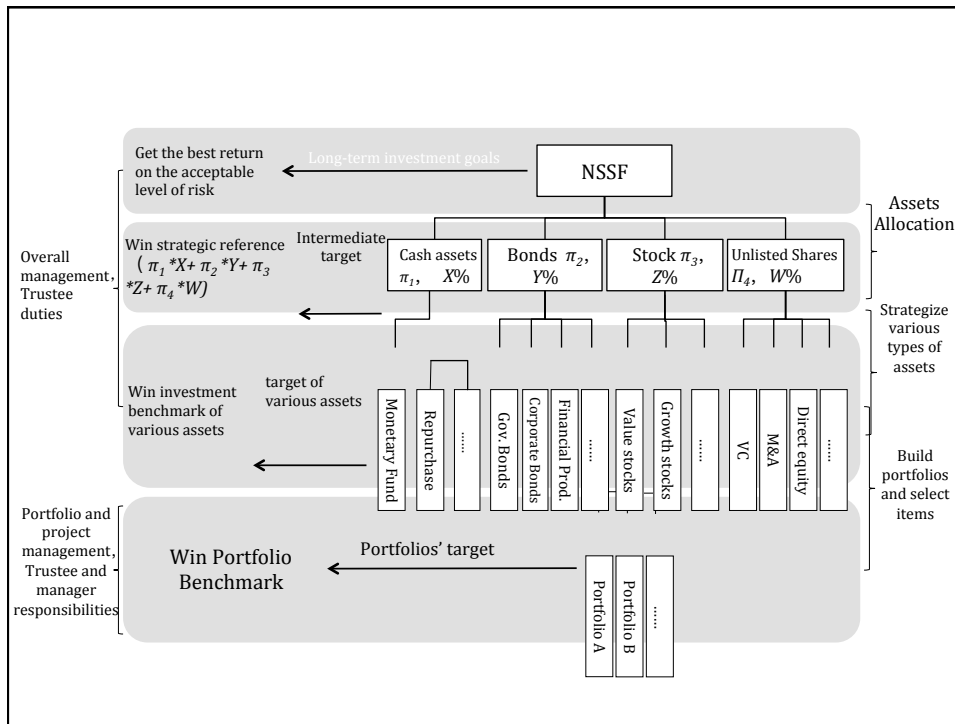 Get the best return
on the acceptable
level of risk
Long-term investment goals
NSSF
Assets
Allocation
Overall
management,
Trustee
duties
Win strategic reference
( π1 *X+ π2 *Y+ π3
*Z+ π4 *W)
Intermediate
target
Cash assets
π1, X%
Bonds π2,
Y%
Stock π3,
Z%
Unlisted Shares
Π4, W%
Strategize
various
types of
assets
Win investment
benchmark of
various assets
target of
various assets
Monetary Fund
Repurchase
......
Gov. Bonds
Corporate Bonds
Financial Prod.
......
Value stocks
Growth stocks
......
VC
M&A
Direct equity
......
Build
portfolios
and select
items
Portfolio and
project
management,
Trustee and
manager
responsibilities
Win Portfolio
Benchmark
Portfolios’ target
Portfolio A
Portfolio B
......